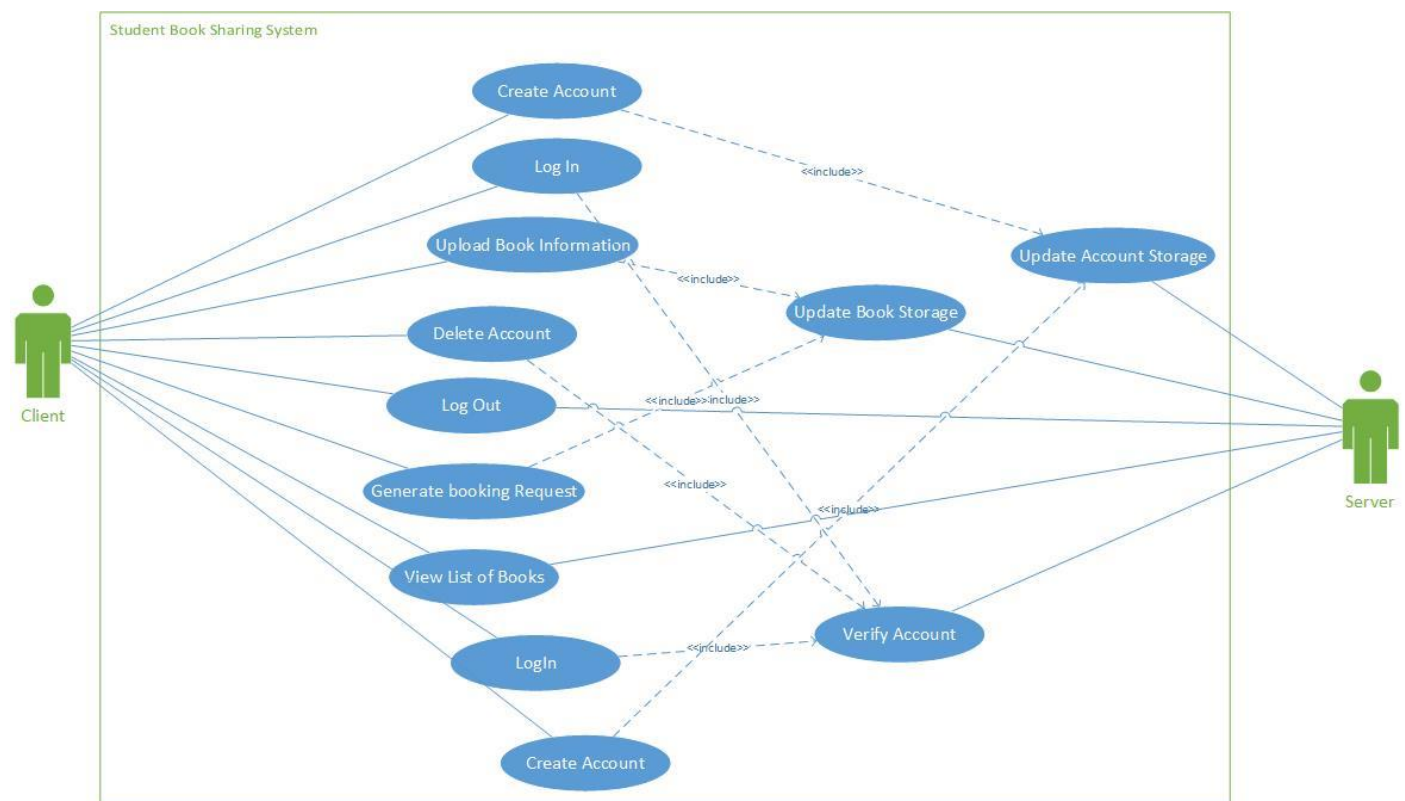 Student Book Sharing System
Create Account
<<include>>
Log In
Upload Book Information
<<include>>
Update Account Storage
Update Book Storage
Delete Account
Client
Log Out
<<include>>
include>>
Server
Generate booking Request
<<include>>
<<include>>
View List of Books
Verify Account
LogIn
<<include>>
Create Account